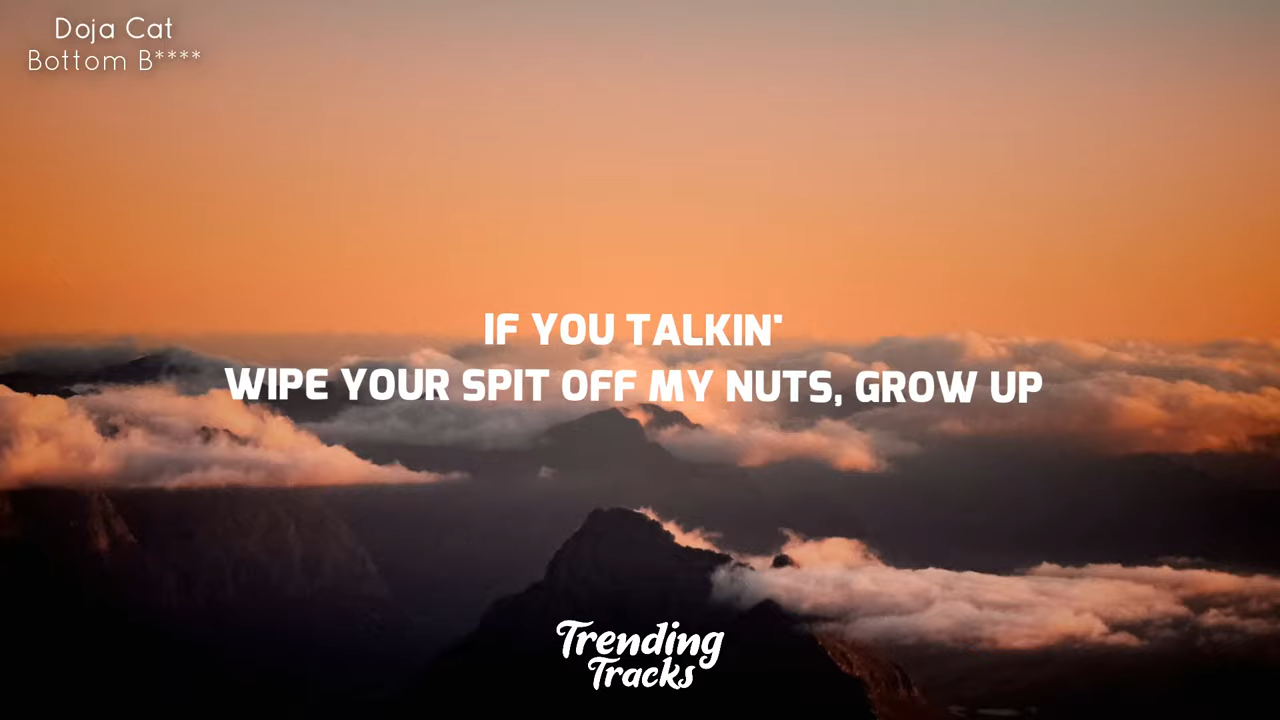 Doja Cat
Bottom B****
IF YOU TALKIN'
WIPE YOUR SPIT OFF MY NUTS, GROW UP
Trending
Tracks